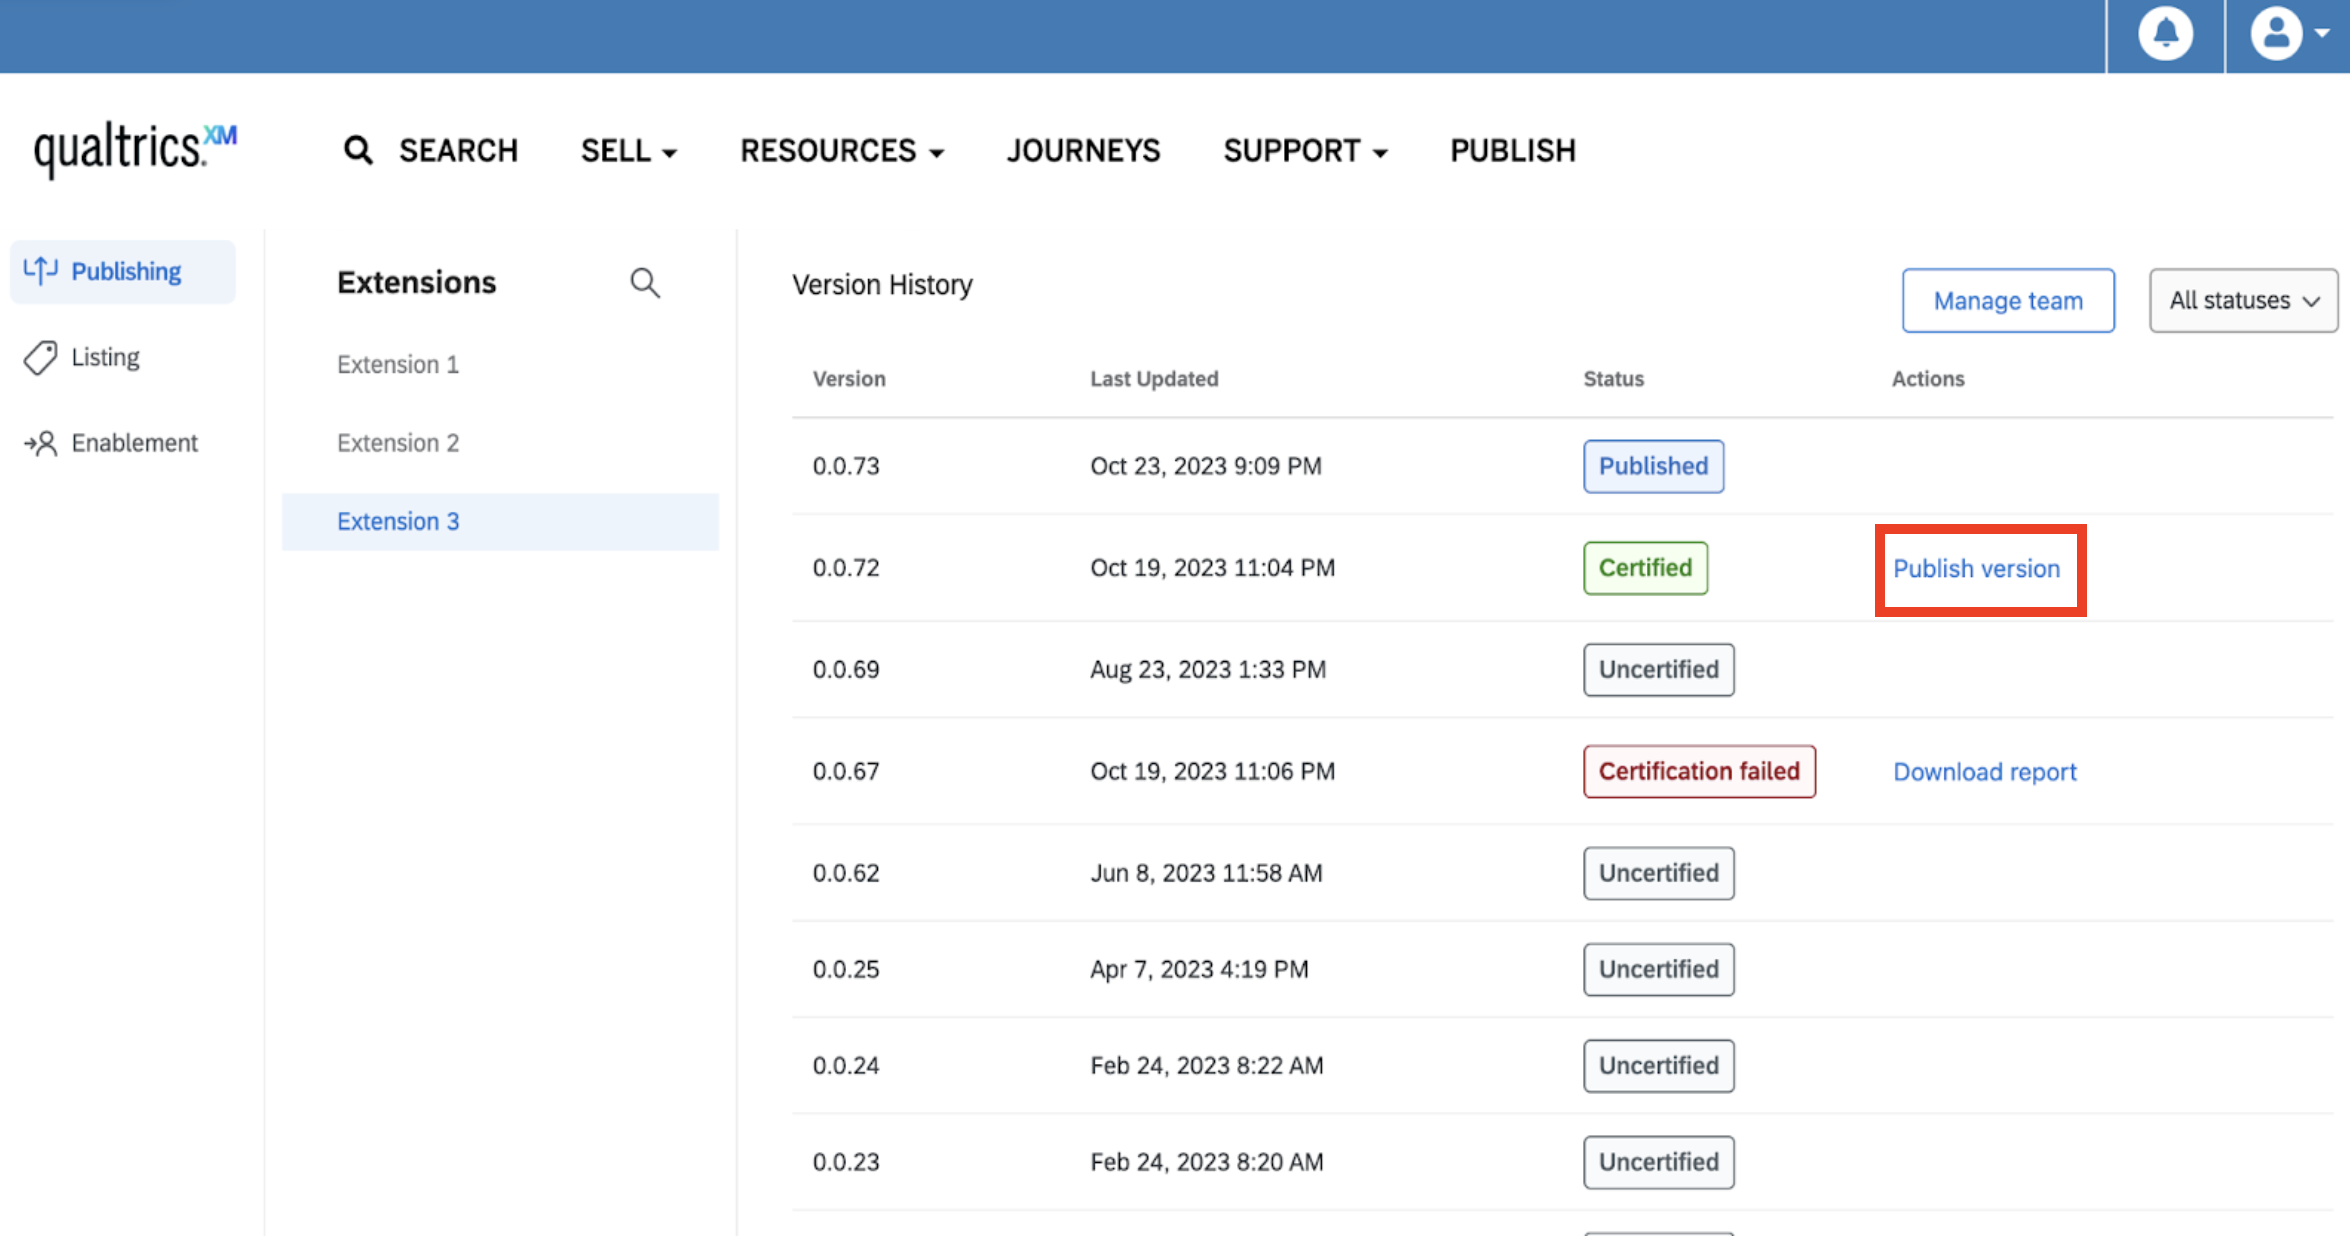 qualtrics.XM
SEARCH SELL RESOURCES JOURNEYS SUPPORT PUBLISH
Publishing
Listing
Enablement
Extensions
Extension 1
Extension 2
Extension 3
Version History
Manage team
All statuses
Version Last Updated Status Actions
0.0.73 Oct 23, 2023 9:09 PM Published
0.0.72 Oct 19, 2023 11:04 PM Certified Publish version
0.0.69 Aug 23, 2023 1:33 PM Uncertified
0.0.67 Oct 19, 2023 11:06 PM Certification failed Download report
0.0.62 Jun 8, 2023 11:58 AM Uncertified
0.0.25 Apr 7, 2023 4:19 PM Uncertified
0.0.24 Feb 24, 2023 8:22 AM Uncertified
0.0.23 Feb 24, 2023 8:20 AM Uncertified